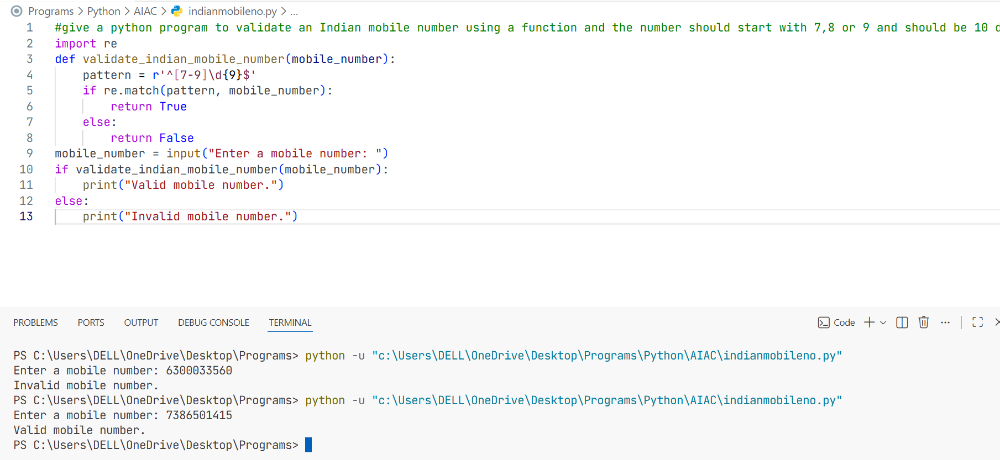 Programs > Python > AIAC > indianmobileno.py > ...
1 #give a python program to validate an Indian mobile number using a function and the number should start with 7,8 or 9 and should be 10
2 import re
3 def validate_indian_mobile_number(mobile_number):
4     pattern = r'^[7-9]\d{9}$'
5     if re.match(pattern, mobile_number):
6         return True
7     else:
8         return False
9 mobile_number = input("Enter a mobile number: ")
10 if validate_indian_mobile_number(mobile_number):
11     print("Valid mobile number.")
12 else:
13     print("Invalid mobile number.")
PROBLEMS PORTS OUTPUT DEBUG CONSOLE TERMINAL Code
PS C:\Users\DELL\OneDrive\Desktop\Programs> python -u "c:\Users\DELL\OneDrive\Desktop\Programs\Python\AIAC\indianmobileno.py"
Enter a mobile number: 6300033560
Invalid mobile number.
PS C:\Users\DELL\OneDrive\Desktop\Programs> python -u "c:\Users\DELL\OneDrive\Desktop\Programs\Python\AIAC\indianmobileno.py"
Enter a mobile number: 7386501415
Valid mobile number.
PS C:\Users\DELL\OneDrive\Desktop\Programs>